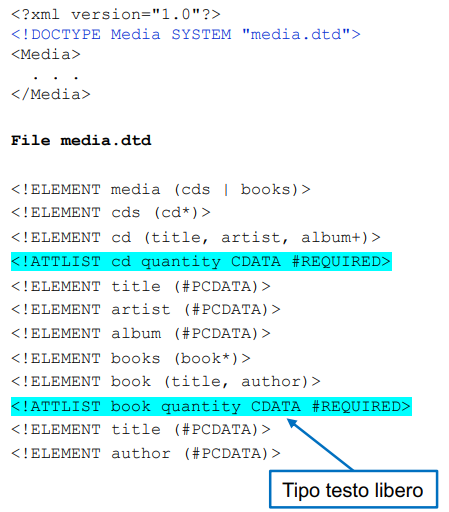 <?xml version="1.0"?>
<!DOCTYPE Media SYSTEM "media.dtd">
<Media>
. . .
</Media>
File media.dtd
<!ELEMENT media (cds | books)>
<!ELEMENT cds (cd*)>
<!ELEMENT cd (title, artist, album+)>
<!ATTLIST cd quantity CDATA #REQUIRED>
<!ELEMENT title (#PCDATA)>
<!ELEMENT artist (#PCDATA)>
<!ELEMENT album (#PCDATA)>
<!ELEMENT books (book*)>
<!ELEMENT book (title, author)>
<!ATTLIST book quantity CDATA #REQUIRED>
<!ELEMENT title (#PCDATA)>
<!ELEMENT author (#PCDATA)>
Tipo testo libero